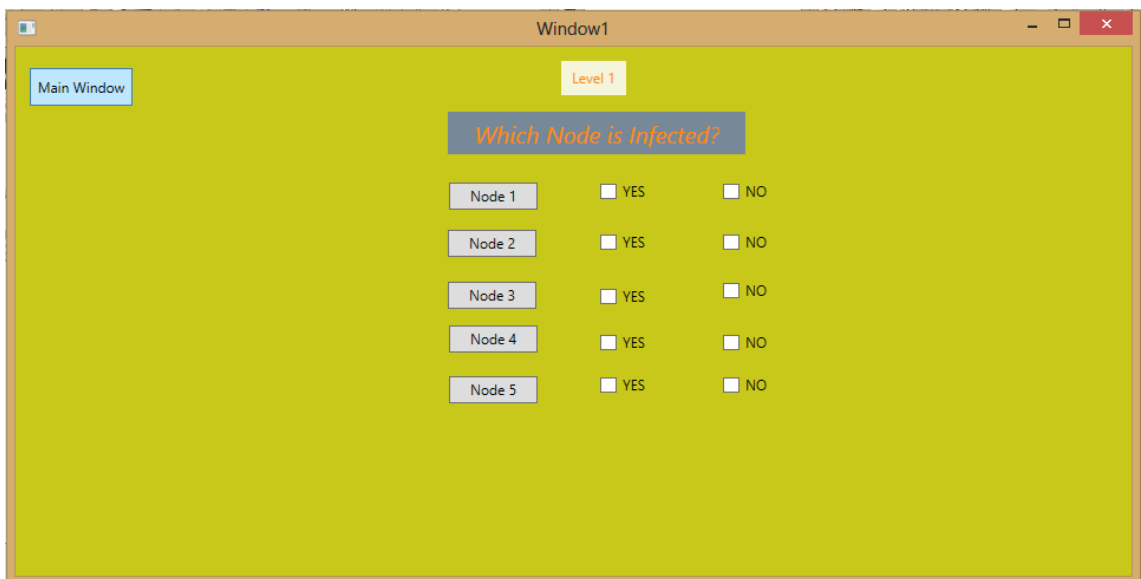 Window1
Main Window
Level 1
Which Node is Infected?
Node 1 YES NO
Node 2 YES NO
Node 3 YES NO
Node 4 YES NO
Node 5 YES NO